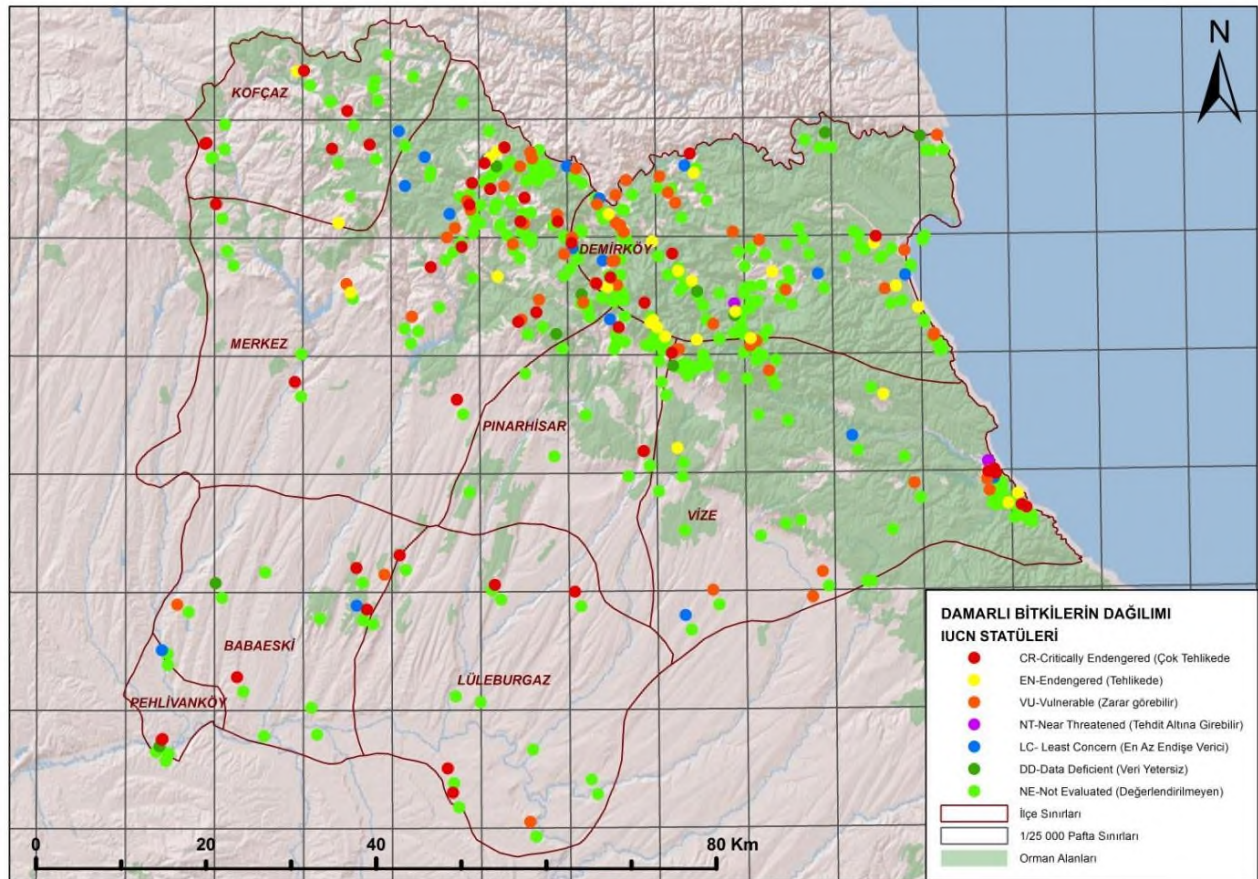 N
KOFÇAZ
DEMİRKÖY
MERKEZ
PINARHİSAR
VİZE
BABAESKİ
LÜLEBURGAZ
PEHLİVANKÖY
0 20 40 80 Km
DAMARLI BİTKİLERİN DAĞILIMI
IUCN STATÜLERİ
CR-Critically Endangered (Çok Tehlikede
EN-Endengered (Tehlikede)
VU-Vulnerable (Zarar görebilir)
NT-Near Threatened (Tehdit Altına Girebilir)
LC- Least Concern (En Az Endişe Verici)
DD-Data Deficient (Veri Yetersiz)
NE-Not Evaluated (Değerlendirilmeyen)
İlçe Sınırları
1/25 000 Pafta Sınırları
Orman Alanları